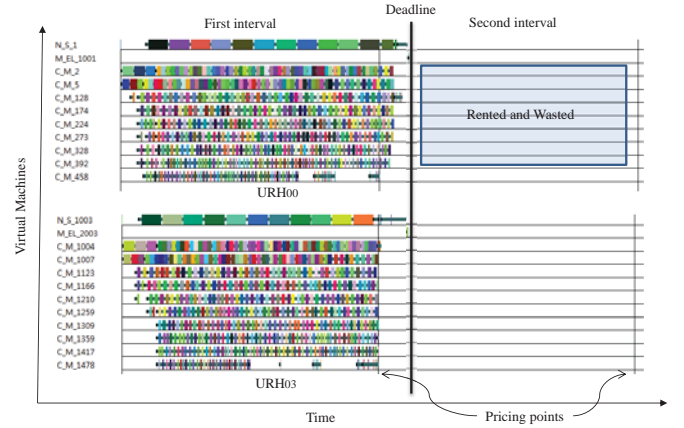 Deadline
First interval
Second interval
N_S_1
M_EL_1001
C_M_2
C_M_5
C_M_128
C_M_174
C_M_224
C_M_273
C_M_328
C_M_392
C_M_458
Rented and Wasted
URH00
Virtual Machines
N_S_1003
M_EL_2003
C_M_1004
C_M_1007
C_M_1123
C_M_1166
C_M_1210
C_M_1259
C_M_1309
C_M_1359
C_M_1417
C_M_1478
URH03
Time
Pricing points